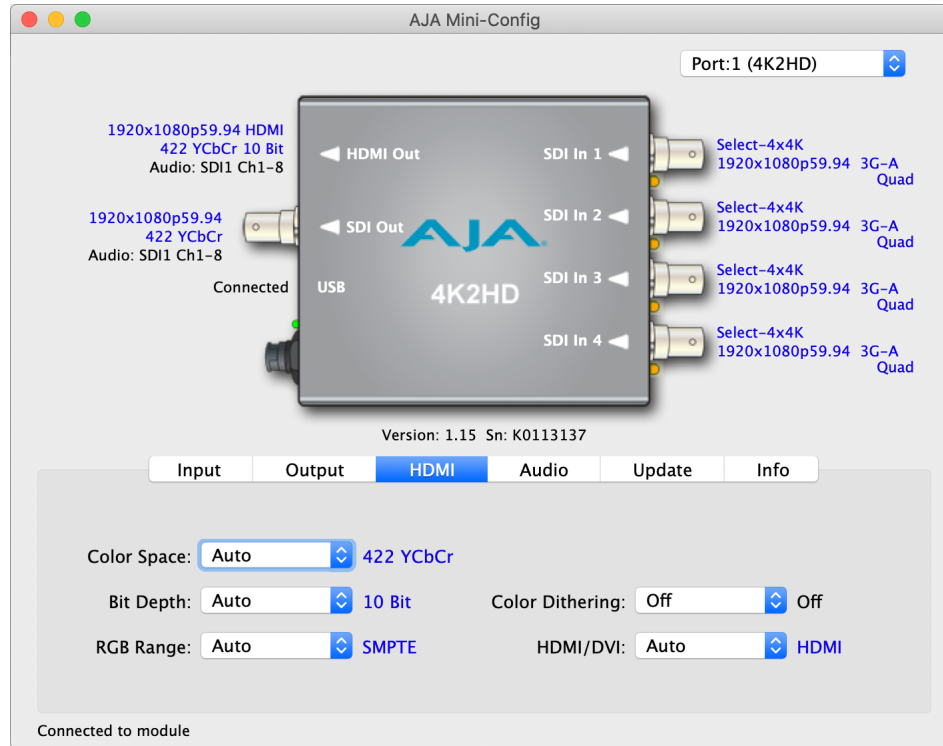 AJA Mini-Config
Port:1 (4K2HD)
1920x1080p59.94 HDMI
422 YCbCr 10 Bit
Audio: SDI1 Ch1-8
1920x1080p59.94
422 YCbCr
Audio: SDI1 Ch1-8
Connected
HDMI Out
SDI Out
USB
AJA
4K2HD
SDI In 1
SDI In 2
SDI In 3
SDI In 4
Select-4x4K
1920x1080p59.94 3G-A
Quad
Select-4x4K
1920x1080p59.94 3G-A
Quad
Select-4x4K
1920x1080p59.94 3G-A
Quad
Select-4x4K
1920x1080p59.94 3G-A
Quad
Version: 1.15 Sn: K0113137
Input Output HDMI Audio Update Info
Color Space: Auto 422 YCbCr
Bit Depth: Auto 10 Bit Color Dithering: Off Off
RGB Range: Auto SMPTE HDMI/DVI: Auto HDMI
Connected to module